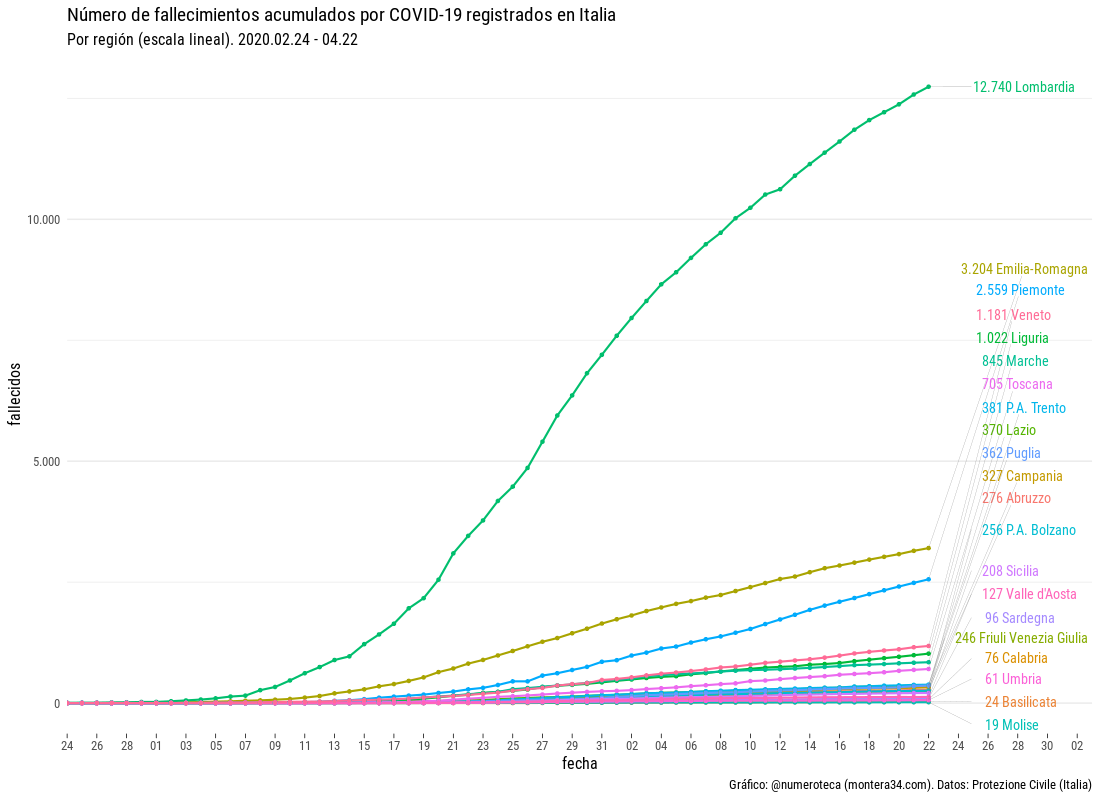 Número de fallecimientos acumulados por COVID-19 registrados en Italia
Por región (escala lineal). 2020.02.24 - 04.22
12.740 Lombardia
10.000
3.204 Emilia-Romagna
2.559 Piemonte
1.181 Veneto
1.022 Liguria
845 Marche
705 Toscana
381 P.A. Trento
370 Lazio
362 Puglia
327 Campania
276 Abruzzo
256 P.A. Bolzano
208 Sicilia
127 Valle d'Aosta
96 Sardegna
246 Friuli Venezia Giulia
76 Calabria
61 Umbria
24 Basilicata
19 Molise
5.000
0
fallecidos
24 26 28 01 03 05 07 09 11 13 15 17 19 21 23 25 27 29 31 02 04 06 08 10 12 14 16 18 20 22 24 26 28 30 02
fecha
Gráfico: @numeroteca (montera34.com). Datos: Protezione Civile (Italia)